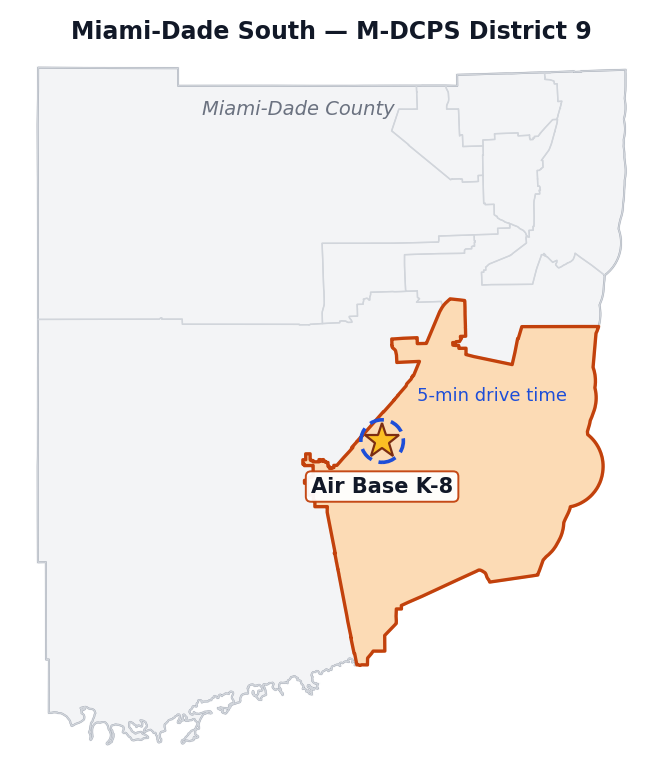 Miami-Dade South — M-DCPS District 9
Miami-Dade County
5-min drive time
Air Base K-8